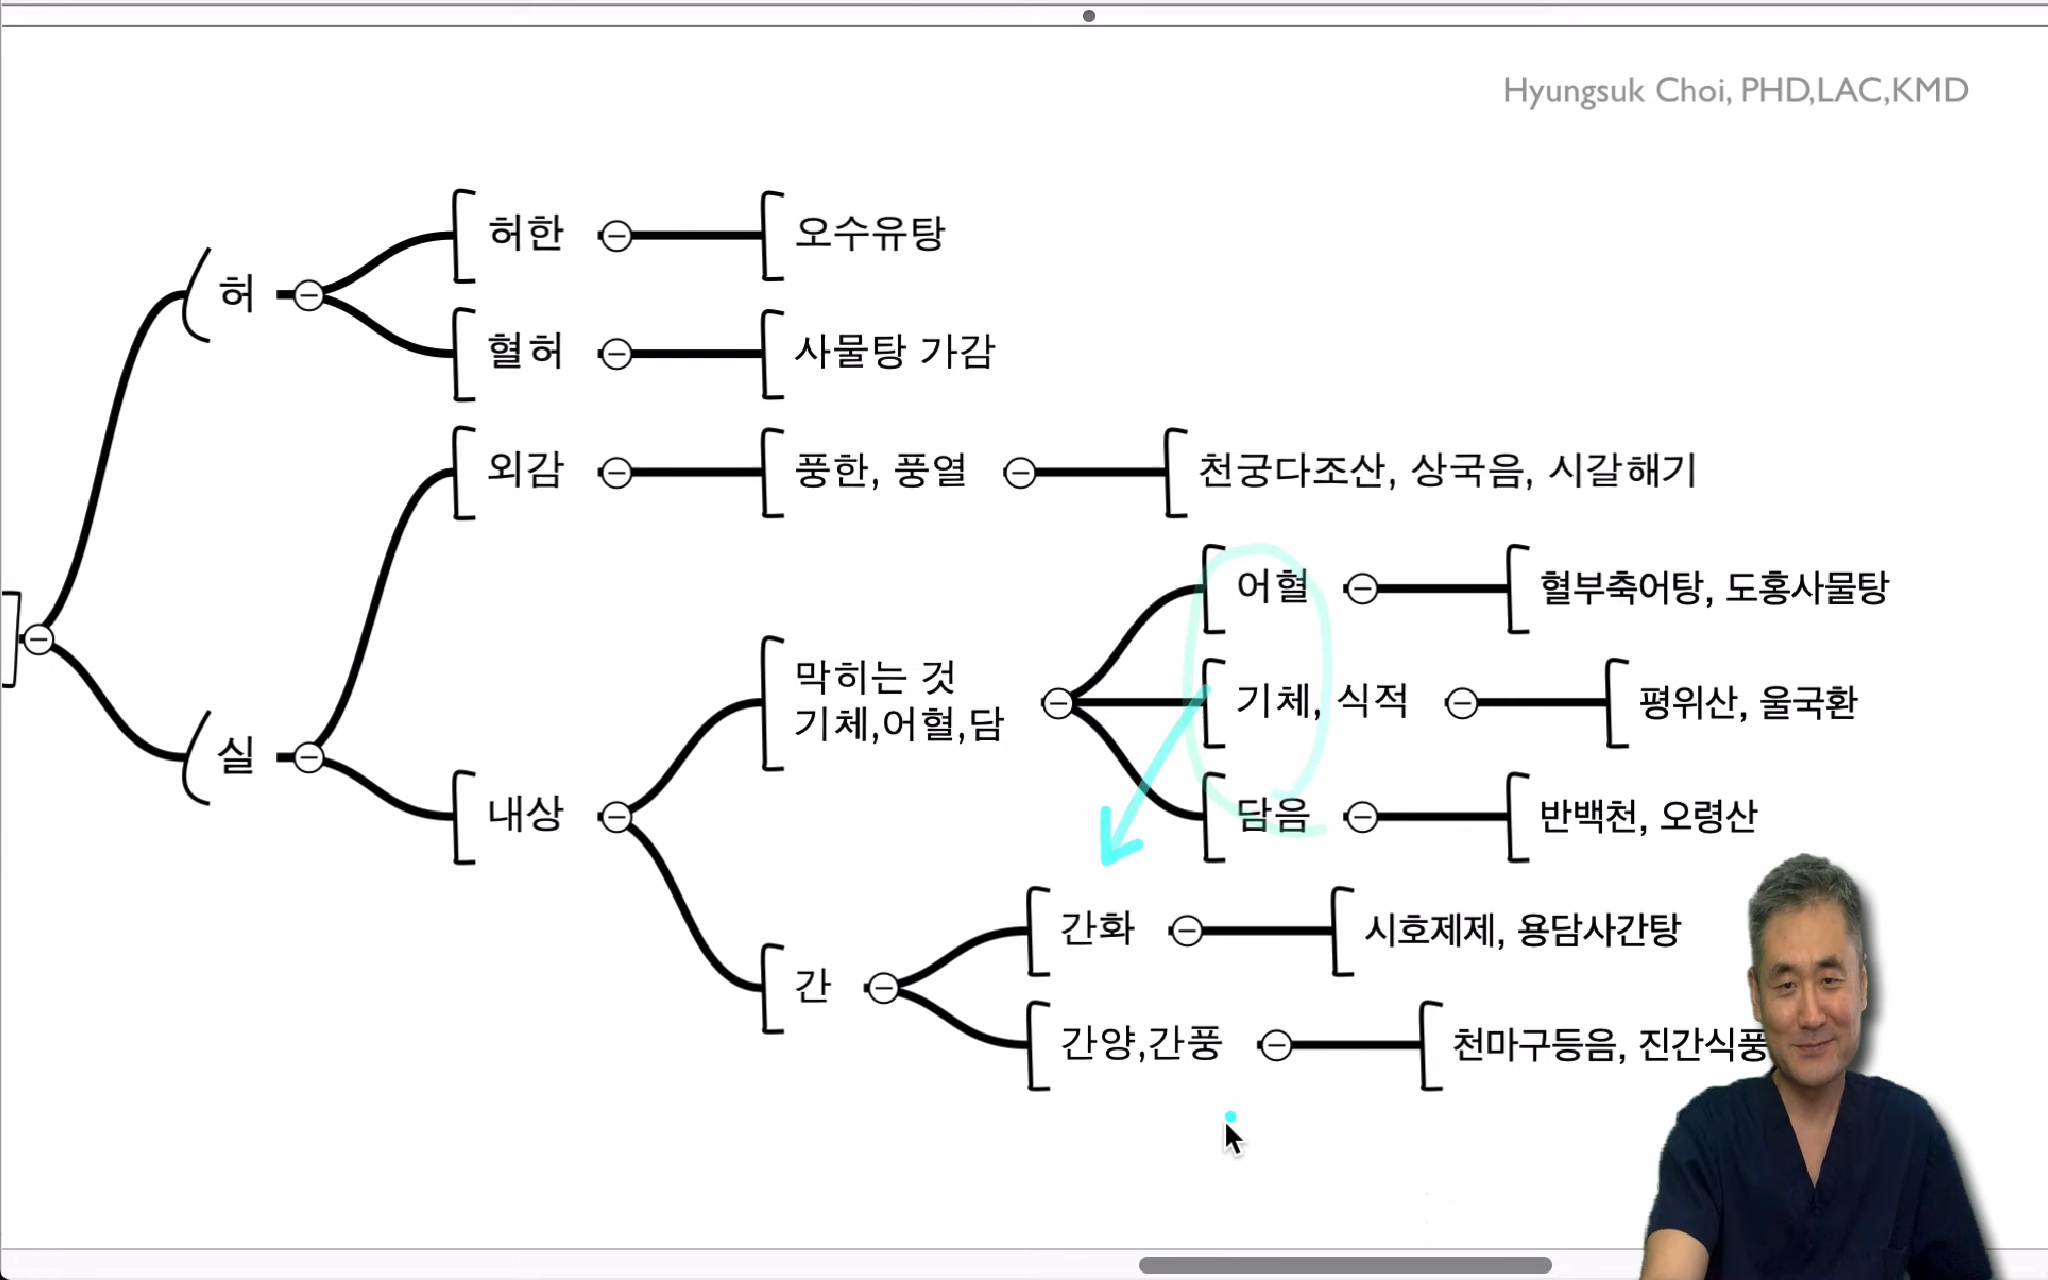 Hyungsuk Choi, PHD,LAC,KMD
허
허한
오수유탕
혈허
사물탕 가감
실
외감
풍한, 풍열
천궁다조산, 상국음, 시갈해기
내상
막히는 것
기체,어혈,담
어혈
혈부축어탕, 도홍사물탕
기체, 식적
평위산, 울국환
담음
반백천, 오령산
간
간화
시호제제, 용담사간탕
간양,간풍
천마구등음, 진간식풍